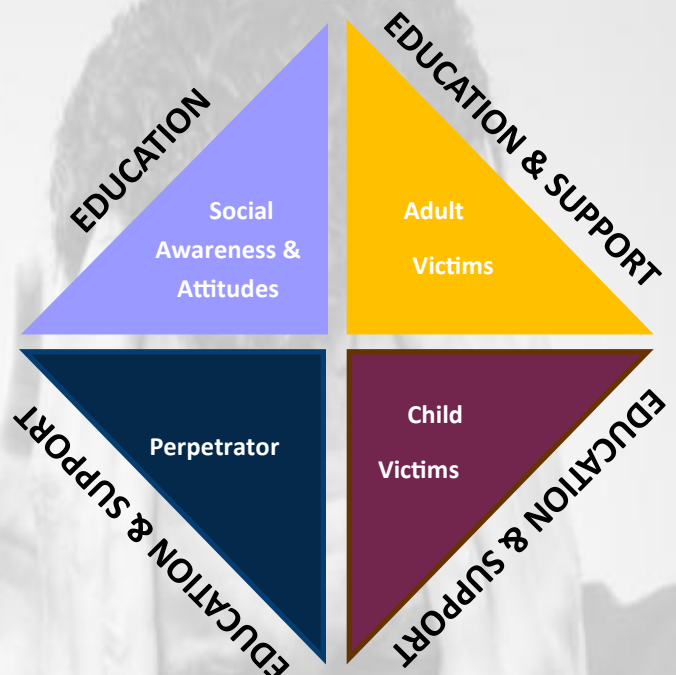 EDUCATION
EDUCATION & SUPPORT
Social
Awareness &
Attitudes
Adult
Victims
Perpetrator
Child
Victims
EDUCATION & SUPPORT
EDUCATION & SUPPORT